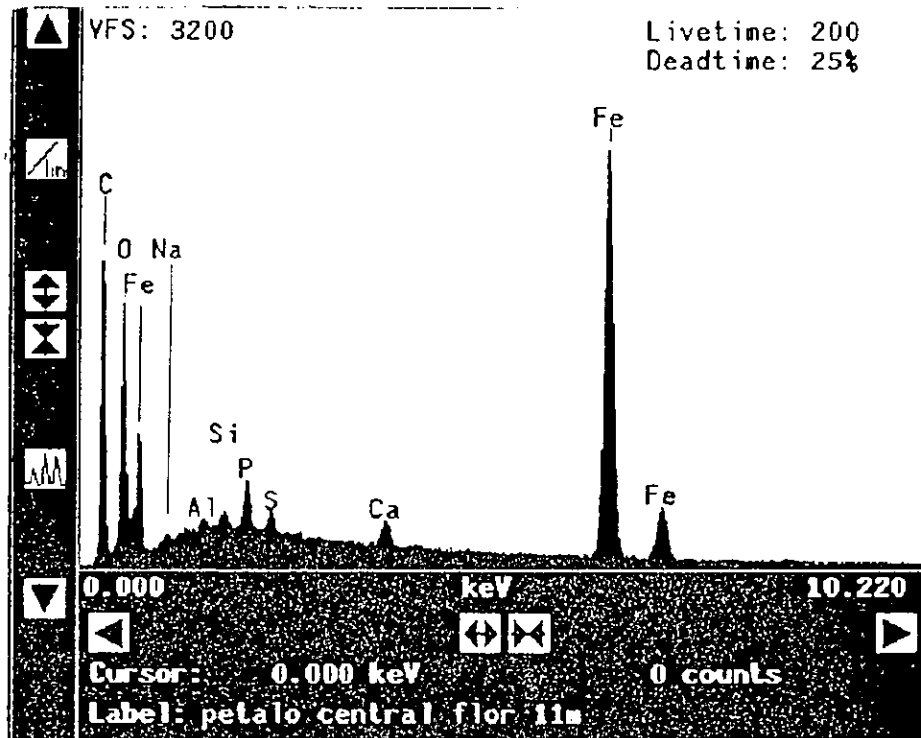 VFS: 3200
Livetime: 200
Deadtime: 25%
Fe
lin
C
O Na
Fe
Si
P
Al
S
Ca
Fe
0.000 keV 10.220
Cursor: 0.000 keV 0 counts
Label: petalo central flor 11m